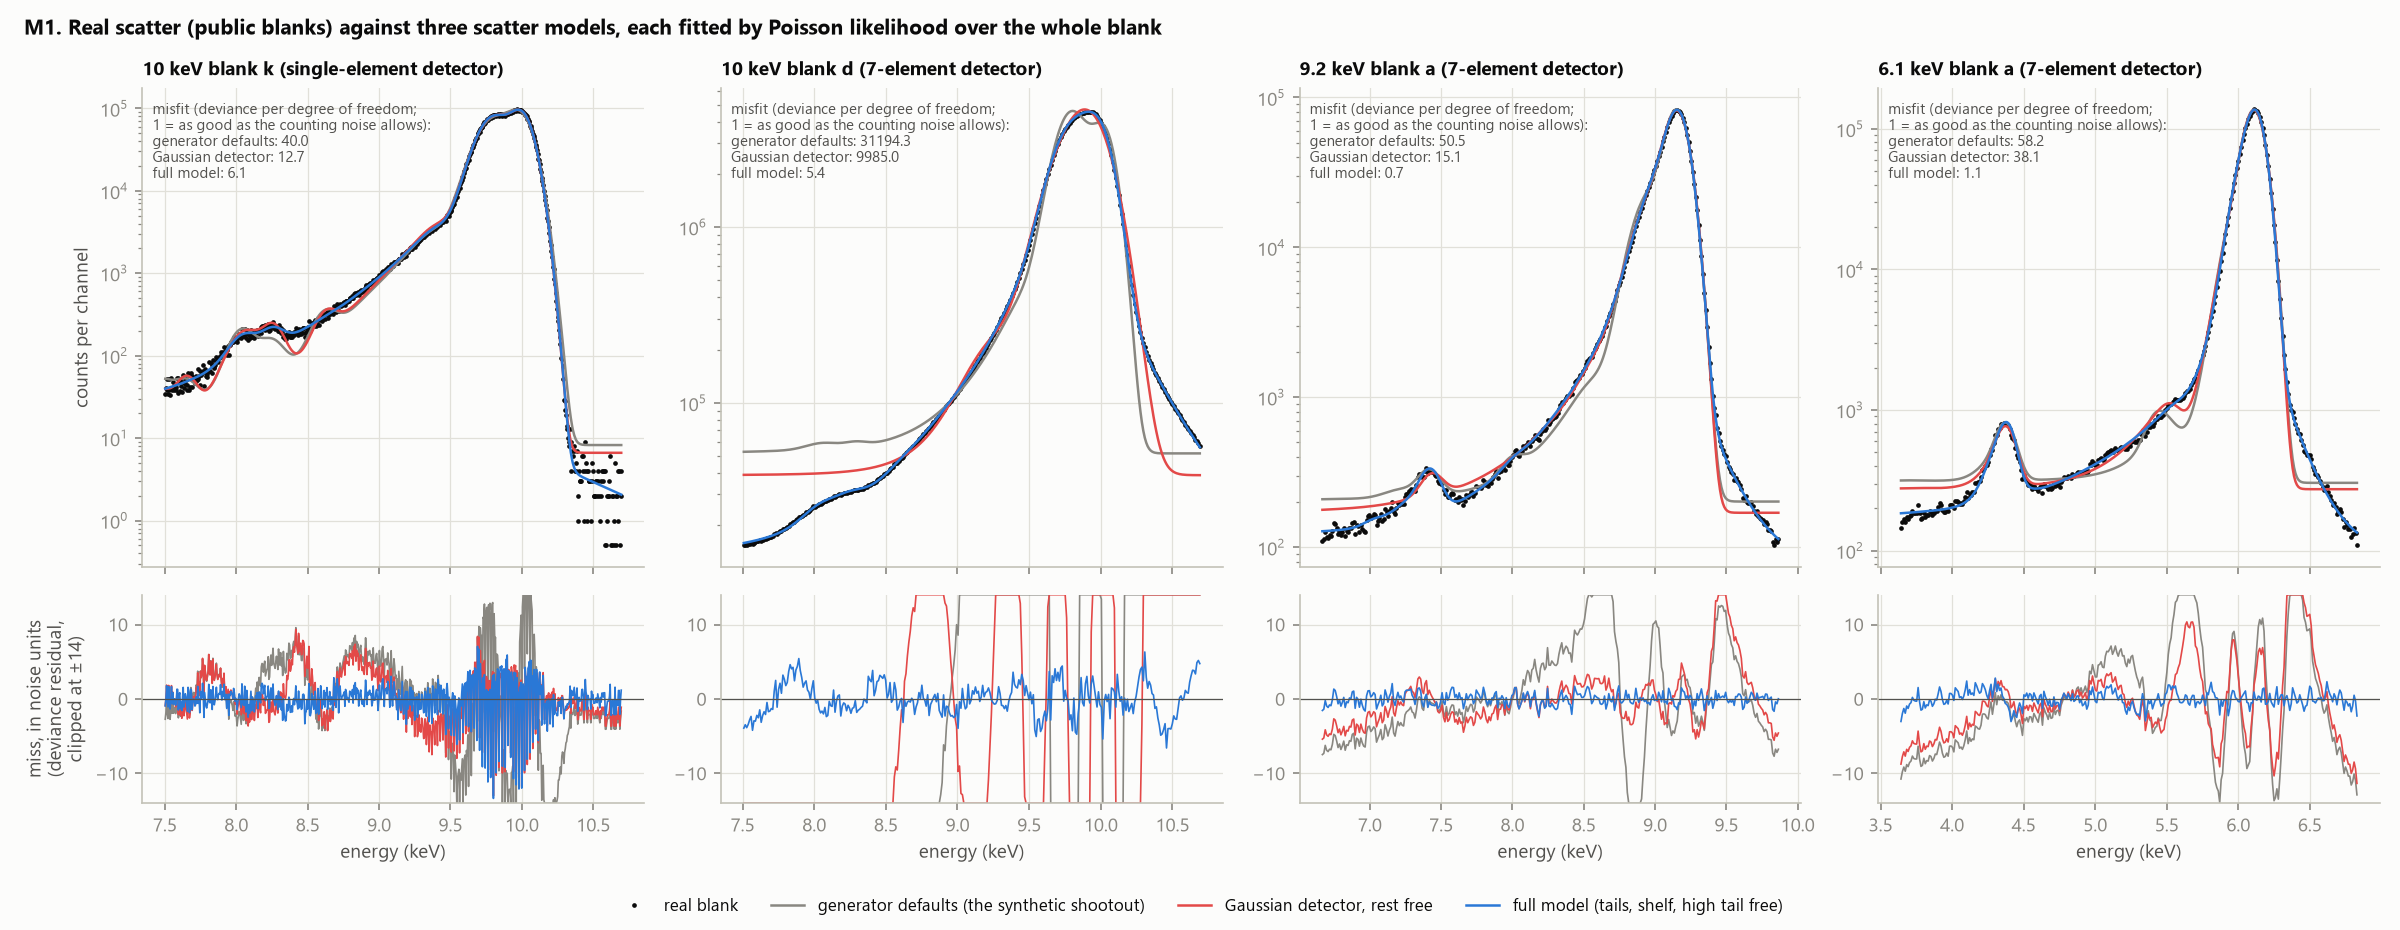 M1. Real scatter (public blanks) against three scatter models, each fitted by Poisson likelihood over the whole blank
10 keV blank k (single-element detector)
misfit (deviance per degree of freedom;
1 = as good as the counting noise allows):
generator defaults: 40.0
Gaussian detector: 12.7
full model: 6.1
10⁵
10⁴
10³
10²
10¹
10⁰
counts per channel
10 keV blank d (7-element detector)
misfit (deviance per degree of freedom;
1 = as good as the counting noise allows):
generator defaults: 31194.3
Gaussian detector: 9985.0
full model: 5.4
10⁶
10⁵
9.2 keV blank a (7-element detector)
misfit (deviance per degree of freedom;
1 = as good as the counting noise allows):
generator defaults: 50.5
Gaussian detector: 15.1
full model: 0.7
10⁵
10⁴
10³
10²
6.1 keV blank a (7-element detector)
misfit (deviance per degree of freedom;
1 = as good as the counting noise allows):
generator defaults: 58.2
Gaussian detector: 38.1
full model: 1.1
10⁵
10⁴
10³
10²
miss, in noise units
(deviance residual,
clipped at ±14)
10
0
−10
7.5 8.0 8.5 9.0 9.5 10.0 10.5
energy (keV)
10
0
−10
7.5 8.0 8.5 9.0 9.5 10.0 10.5
energy (keV)
10
0
−10
7.0 7.5 8.0 8.5 9.0 9.5 10.0
energy (keV)
10
0
−10
3.5 4.0 4.5 5.0 5.5 6.0 6.5
energy (keV)
real blank
generator defaults (the synthetic shootout)
Gaussian detector, rest free
full model (tails, shelf, high tail free)